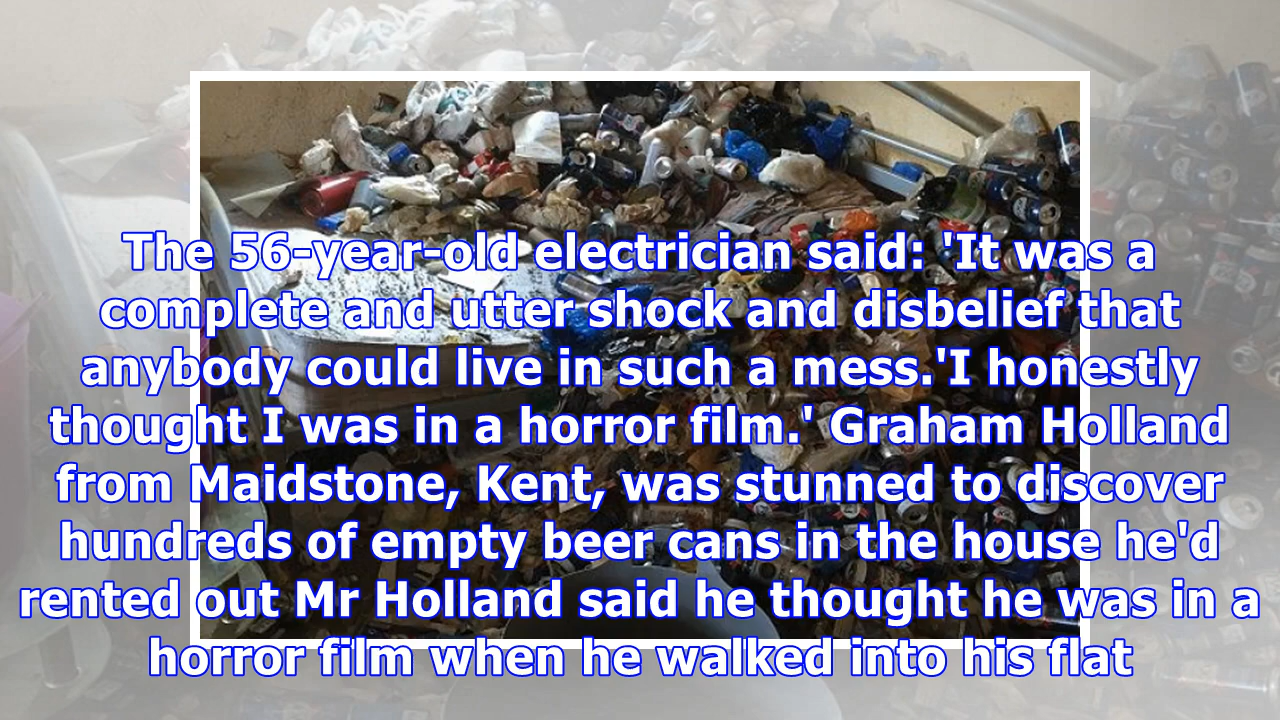 The 56-year-old electrician said: 'It was a
complete and utter shock and disbelief that
anybody could live in such a mess.'I honestly
thought I was in a horror film.' Graham Holland
from Maidstone, Kent, was stunned to discover
hundreds of empty beer cans in the house he'd
rented out Mr Holland said he thought he was in a
horror film when he walked into his flat